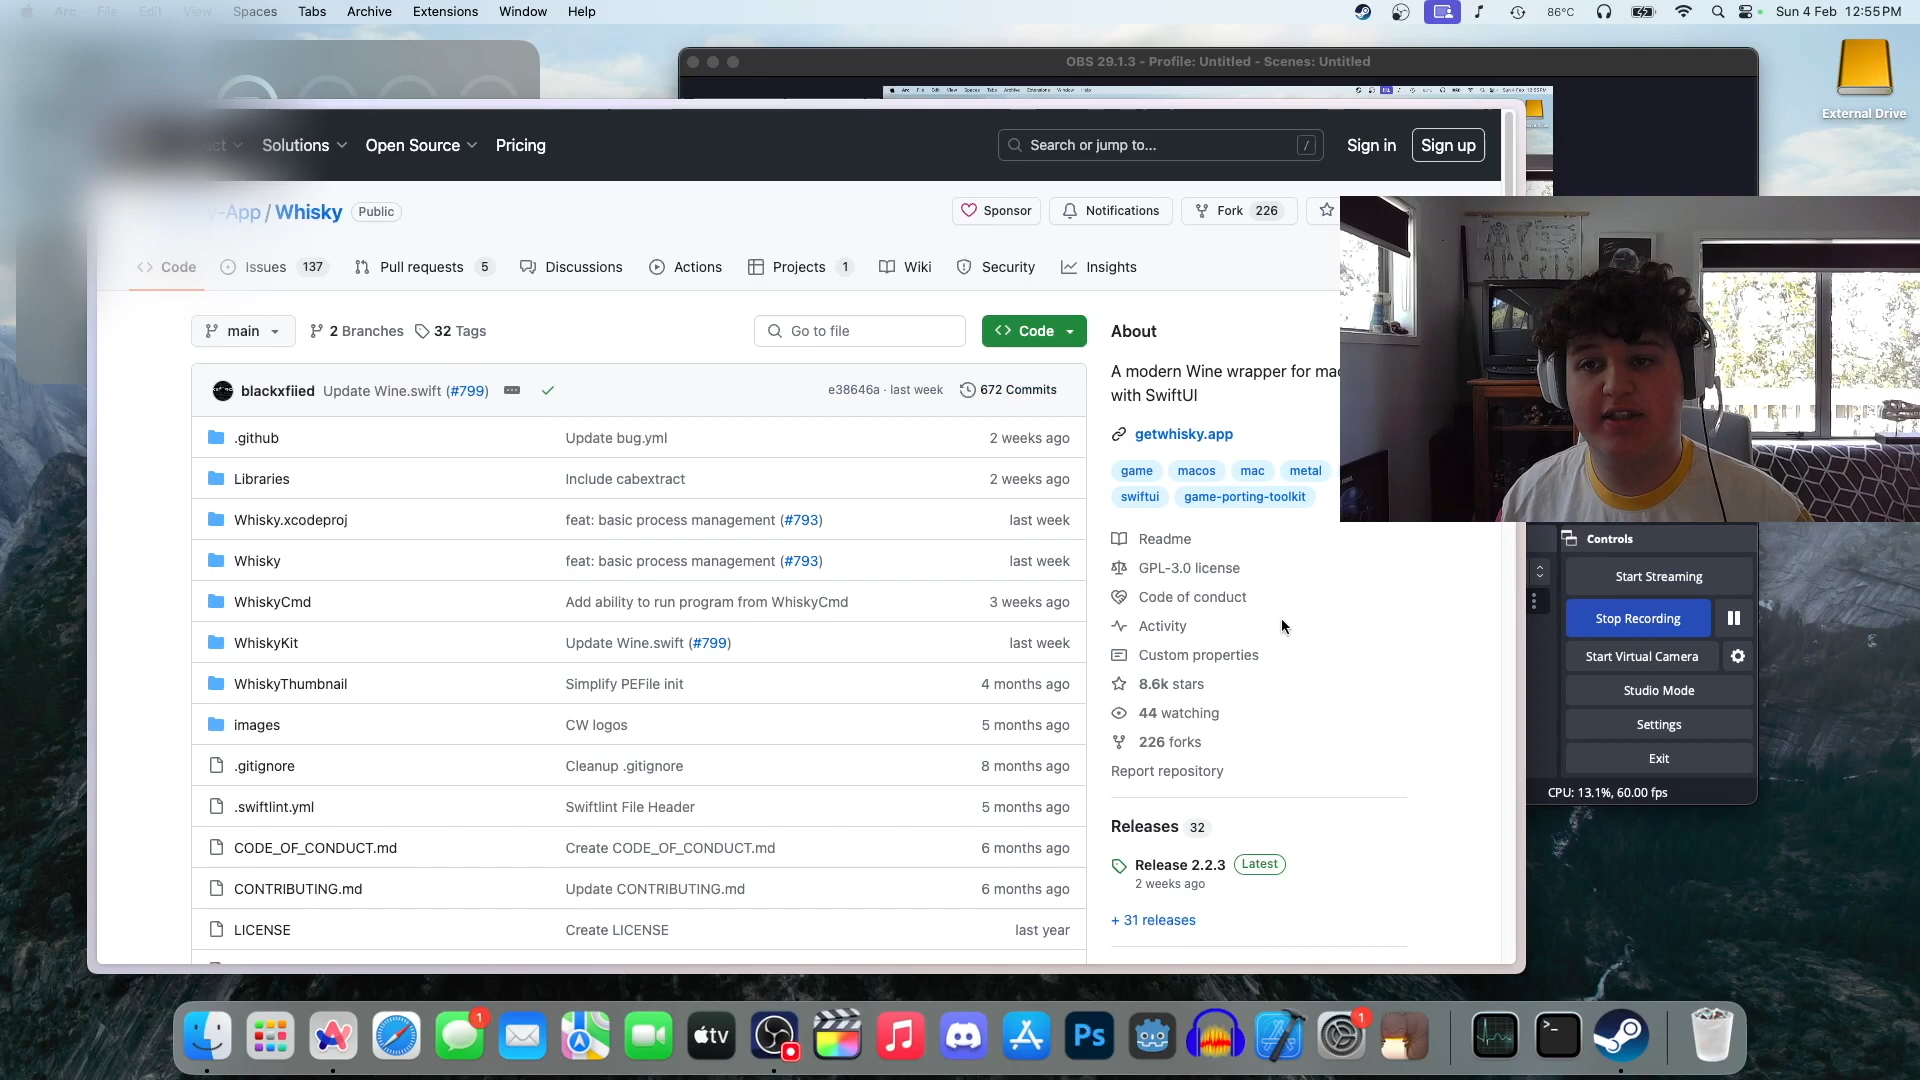 Arc File Edit View Spaces Tabs Archive Extensions Window Help
86°C
Sun 4 Feb 12:55 PM
OBS 29.1.3 - Profile: Untitled - Scenes: Untitled
External Drive
Solutions
Open Source
Pricing
Search or jump to...
/
Sign in
Sign up
y-App / Whisky
Public
Sponsor
Notifications
Fork 226
Code
Issues 137
Pull requests 5
Discussions
Actions
Projects 1
Wiki
Security
Insights
main
2 Branches
32 Tags
Go to file
Code
blackxfiied Update Wine.swift (#799)
e38646a · last week
672 Commits
.github Update bug.yml 2 weeks ago
Libraries Include cabextract 2 weeks ago
Whisky.xcodeproj feat: basic process management (#793) last week
Whisky feat: basic process management (#793) last week
WhiskyCmd Add ability to run program from WhiskyCmd 3 weeks ago
WhiskyKit Update Wine.swift (#799) last week
WhiskyThumbnail Simplify PEFile init 4 months ago
images CW logos 5 months ago
.gitignore Cleanup .gitignore 8 months ago
.swiftlint.yml Swiftlint File Header 5 months ago
CODE_OF_CONDUCT.md Create CODE_OF_CONDUCT.md 6 months ago
CONTRIBUTING.md Update CONTRIBUTING.md 6 months ago
LICENSE Create LICENSE last year
About
A modern Wine wrapper for
with SwiftUI
getwhisky.app
game macos mac metal
swiftui game-porting-toolkit
Readme
GPL-3.0 license
Code of conduct
Activity
Custom properties
8.6k stars
44 watching
226 forks
Report repository
Releases 32
Release 2.2.3 Latest
2 weeks ago
+ 31 releases
Controls
Start Streaming
Stop Recording
Start Virtual Camera
Studio Mode
Settings
Exit
CPU: 13.1%, 60.00 fps
1
tv
Ps
1
>_